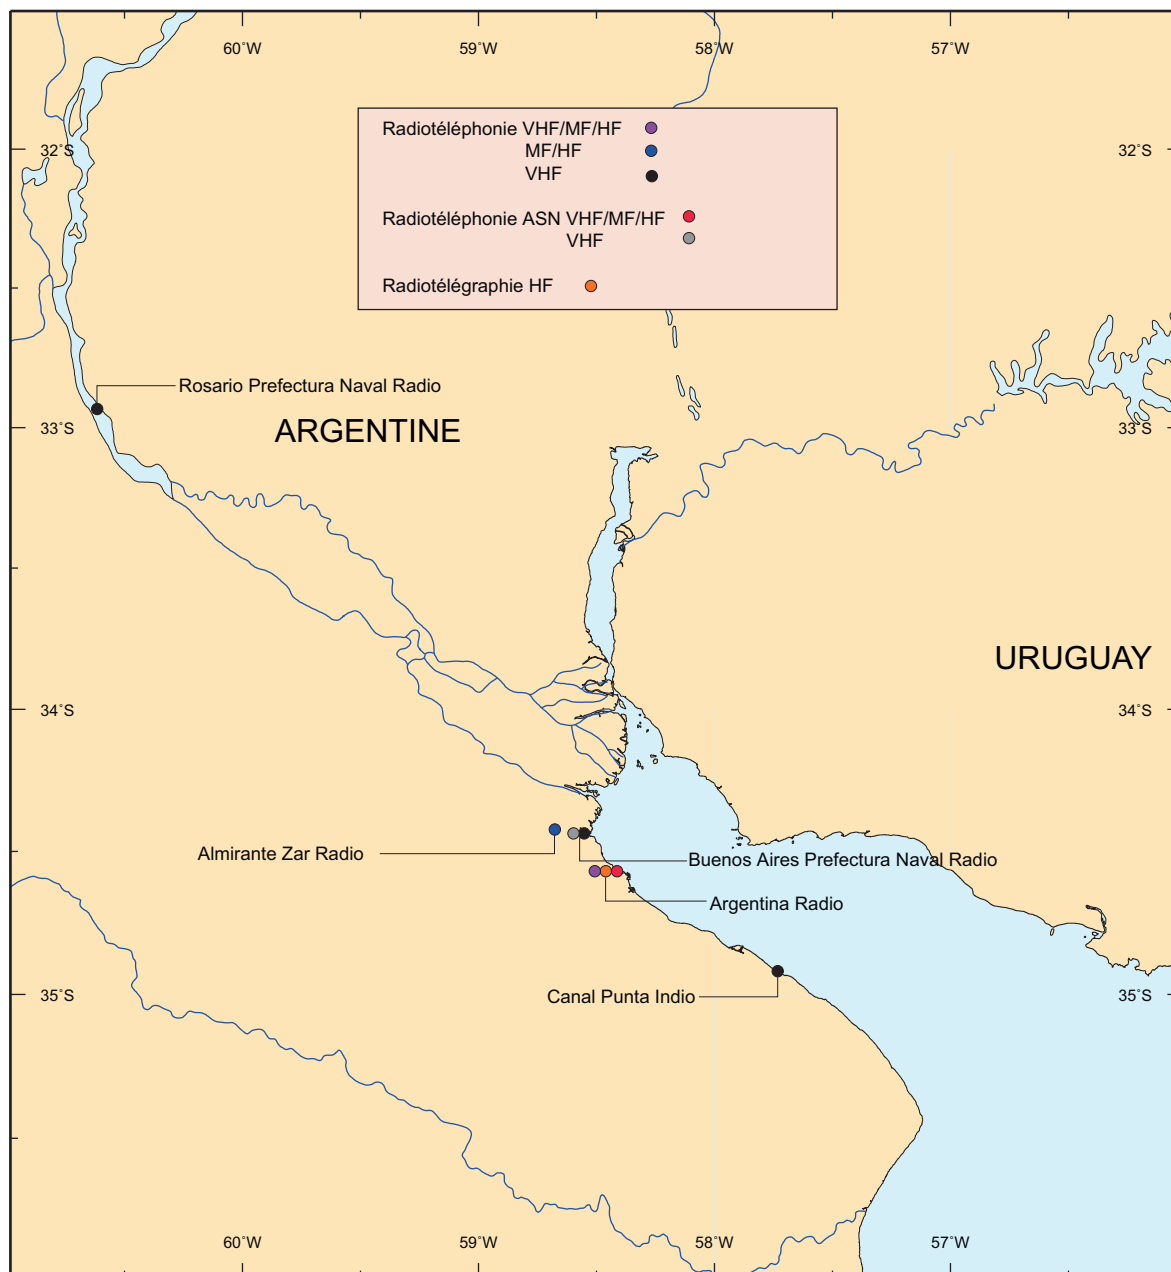 60˚W 59˚W 58˚W 57˚W
Radiotéléphonie VHF/MF/HF
MF/HF
VHF
Radiotéléphonie ASN VHF/MF/HF
VHF
Radiotélégraphie HF
32˚S 32˚S
Rosario Prefectura Naval Radio
ARGENTINE
33˚S 33˚S
URUGUAY
34˚S 34˚S
Almirante Zar Radio
Buenos Aires Prefectura Naval Radio
Argentina Radio
Canal Punta Indio
35˚S 35˚S
60˚W 59˚W 58˚W 57˚W